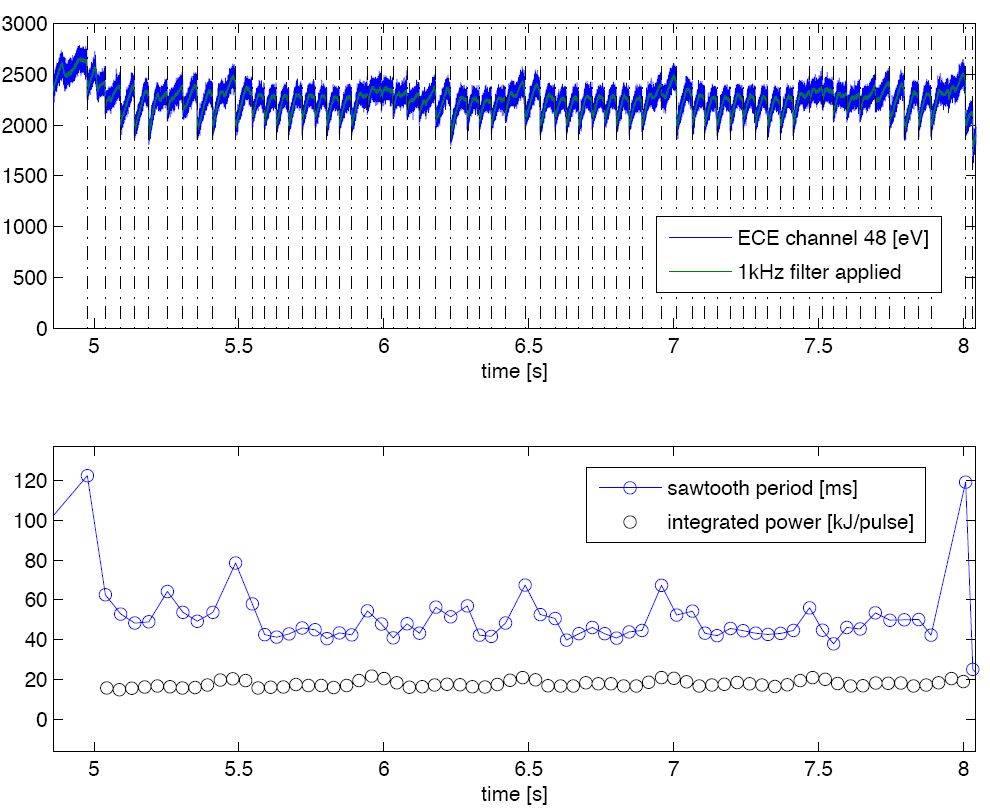 3000
2500
2000
1500
1000
500
0
ECE channel 48 [eV]
1kHz filter applied
5 5.5 6 6.5 7 7.5 8
time [s]
120
100
80
60
40
20
0
sawtooth period [ms]
integrated power [kJ/pulse]
5 5.5 6 6.5 7 7.5 8
time [s]